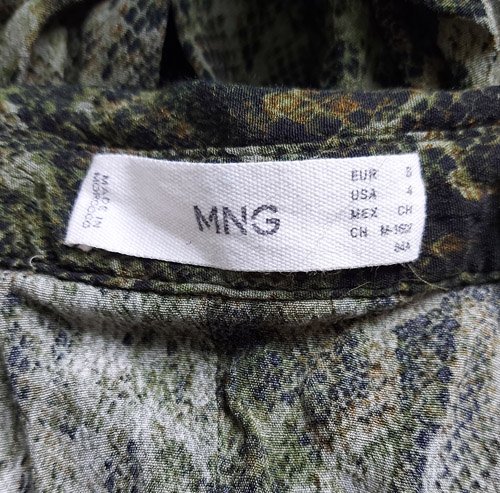 MADE IN
MOROCCO
MNG
EUR S
USA 4
MEX CH
CN M-160/
84A